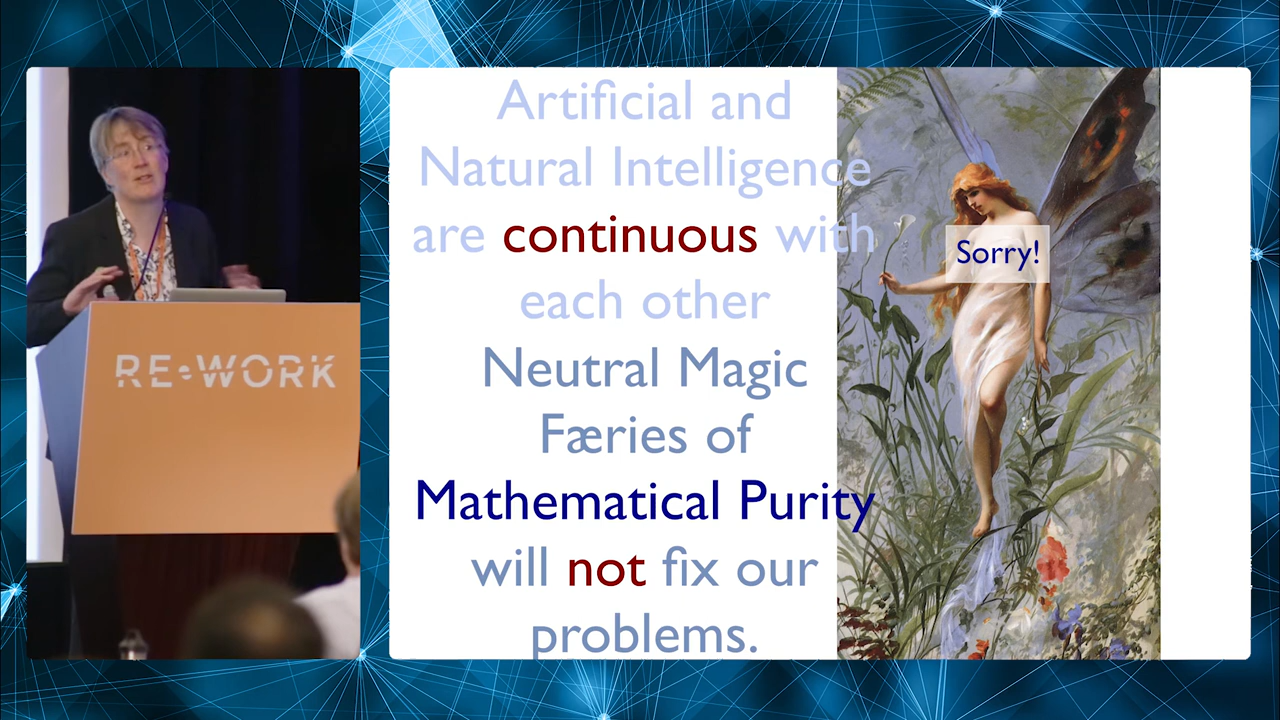 Artificial and
Natural Intelligence
are continuous with
each other
Neutral Magic
Færies of
Mathematical Purity
will not fix our
problems.
Sorry!
RE•WORK